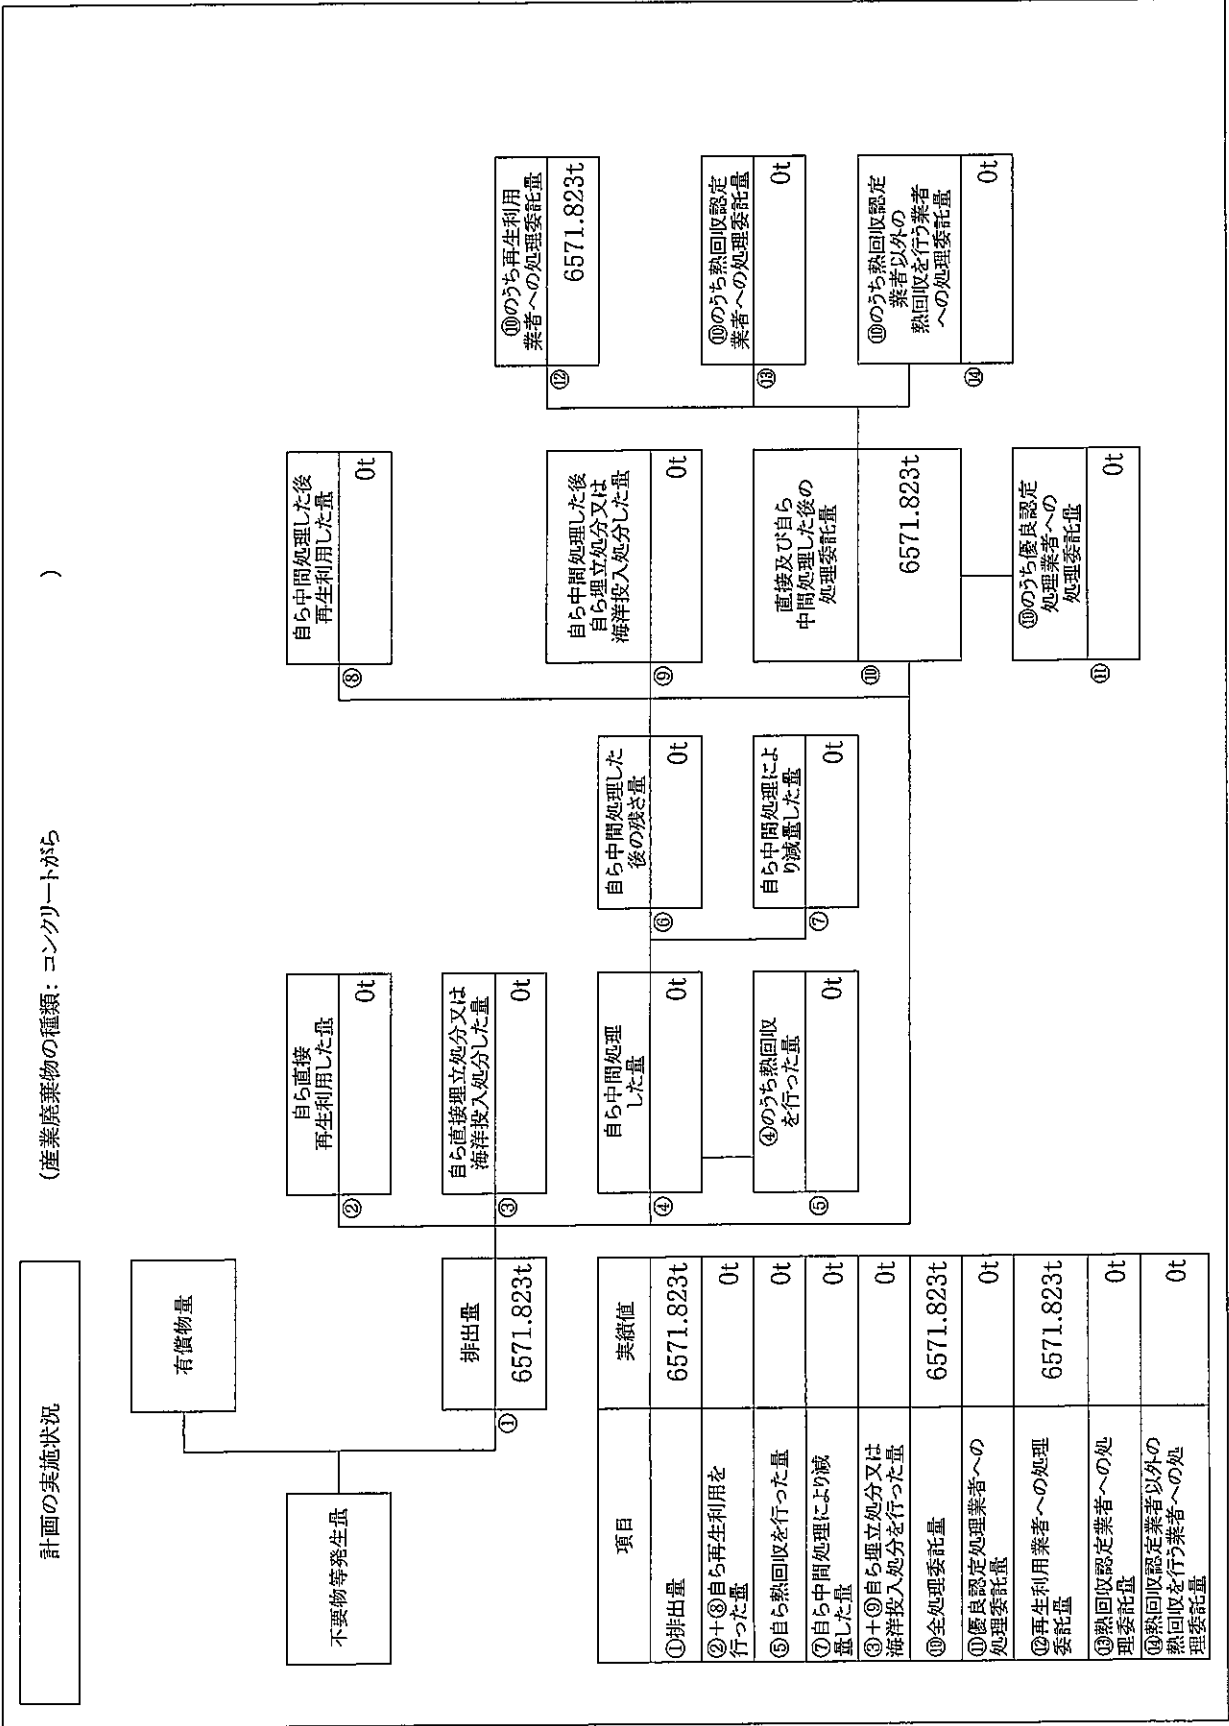 計画の実施状況
(産業廃棄物の種類：コンクリートがら
)
不要物等発生量
有償物量
①
排出量
6571.823t
②
自ら直接
再生利用した量
0t
③
自ら直接埋立処分又は
海洋投入処分した量
0t
④
自ら中間処理
した量
0t
⑤
④のうち熱回収
を行った量
0t
⑥
自ら中間処理した
後の残さ量
0t
⑦
自ら中間処理によ
り減量した量
0t
⑧
自ら中間処理した後
再生利用した量
0t
⑨
自ら中間処理した後
自ら埋立処分又は
海洋投入処分した量
0t
⑩
直接及び自ら
中間処理した後の
処理委託量
6571.823t
⑪
⑩のうち優良認定
処理業者への
処理委託量
0t
⑫
⑩のうち再生利用
業者への処理委託量
6571.823t
⑬
⑩のうち熱回収認定
業者への処理委託量
0t
⑭
⑩のうち熱回収認定
業者以外の
熱回収を行う業者
への処理委託量
0t
項目 実績値
①排出量 6571.823t
②+⑧自ら再生利用を
行った量 0t
⑤自ら熱回収を行った量 0t
⑦自ら中間処理により減
量した量 0t
③+⑨自ら埋立処分又は
海洋投入処分を行った量 0t
⑩全処理委託量 6571.823t
⑪優良認定処理業者への
処理委託量 0t
⑫再生利用業者への処理
委託量 6571.823t
⑬熱回収認定業者への処
理委託量 0t
⑭熱回収認定業者以外の
熱回収を行う業者への処
理委託量 0t